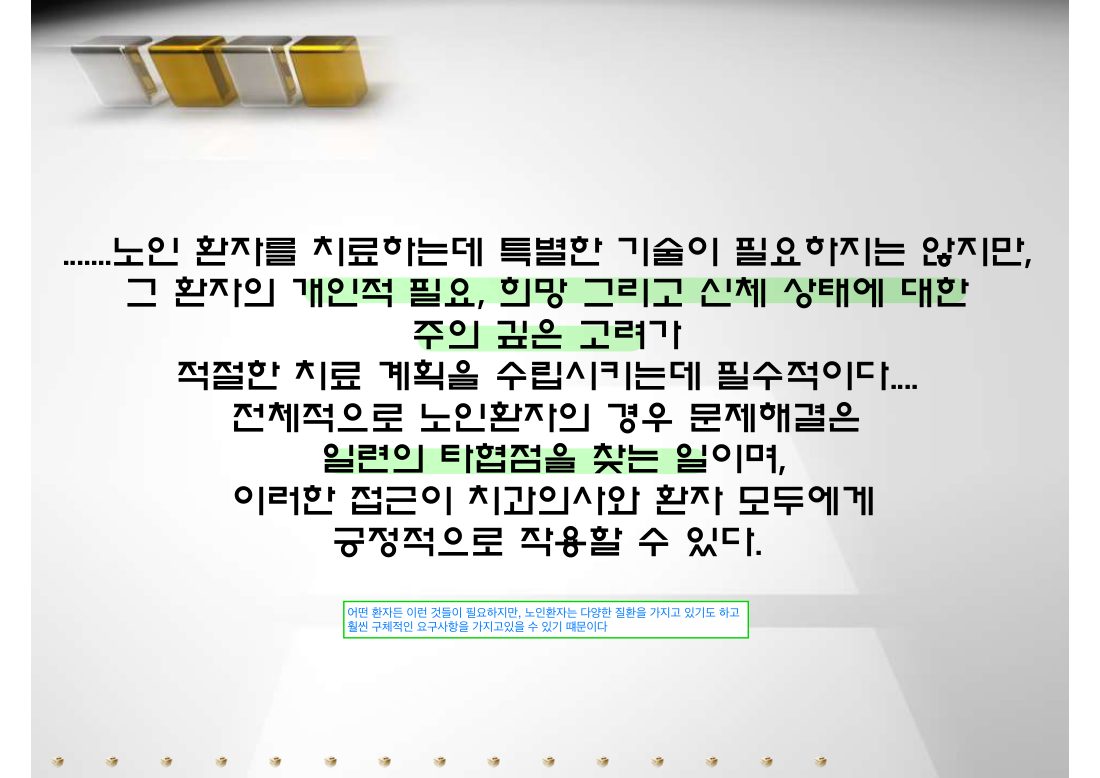 .......노인 환자를 치료하는데 특별한 기술이 필요하지는 않지만,
그 환자의 개인적 필요, 희망 그리고 신체 상태에 대한
주의 깊은 고려가
적절한 치료 계획을 수립시키는데 필수적이다....
전체적으로 노인환자의 경우 문제해결은
일련의 타협점을 찾는 일이며,
이러한 접근이 치과의사와 환자 모두에게
긍정적으로 작용할 수 있다.
어떤 환자든 이런 것들이 필요하지만, 노인환자는 다양한 질환을 가지고 있기도 하고
훨씬 구체적인 요구사항을 가지고있을 수 있기 때문이다